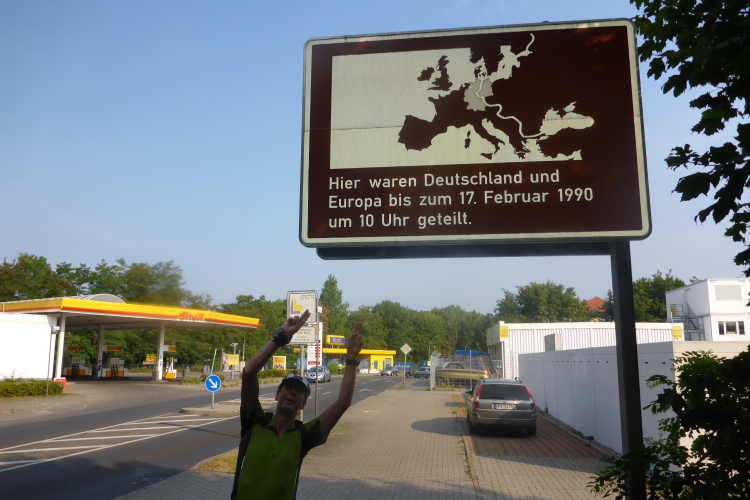 Hier waren Deutschland und
Europa bis zum 17. Februar 1990
um 10 Uhr geteilt.
Shell